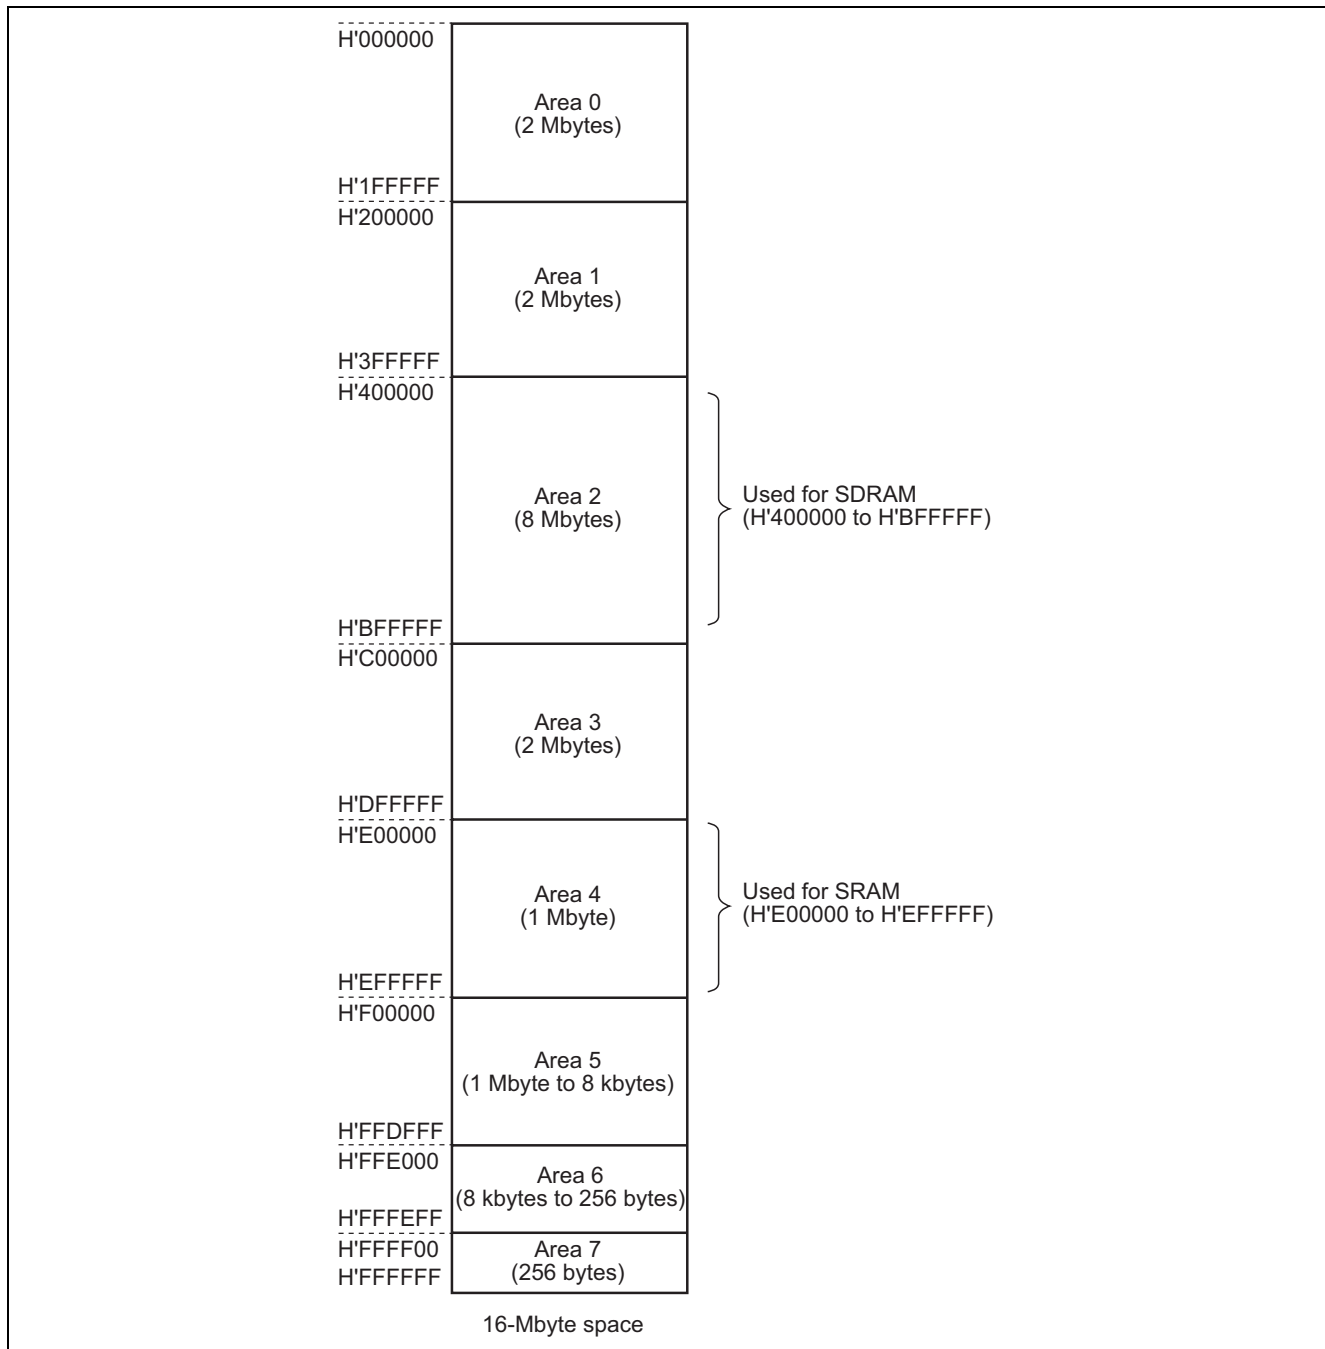 H'000000
Area 0
(2 Mbytes)
H'1FFFFF
H'200000
Area 1
(2 Mbytes)
H'3FFFFF
H'400000
Area 2
(8 Mbytes)
Used for SDRAM
(H'400000 to H'BFFFFF)
H'BFFFFF
H'C00000
Area 3
(2 Mbytes)
H'DFFFFF
H'E00000
Area 4
(1 Mbyte)
Used for SRAM
(H'E00000 to H'EFFFFF)
H'EFFFFF
H'F00000
Area 5
(1 Mbyte to 8 kbytes)
H'FFDFFF
H'FFE000
Area 6
(8 kbytes to 256 bytes)
H'FFFEFF
H'FFFF00
Area 7
(256 bytes)
H'FFFFFF
16-Mbyte space